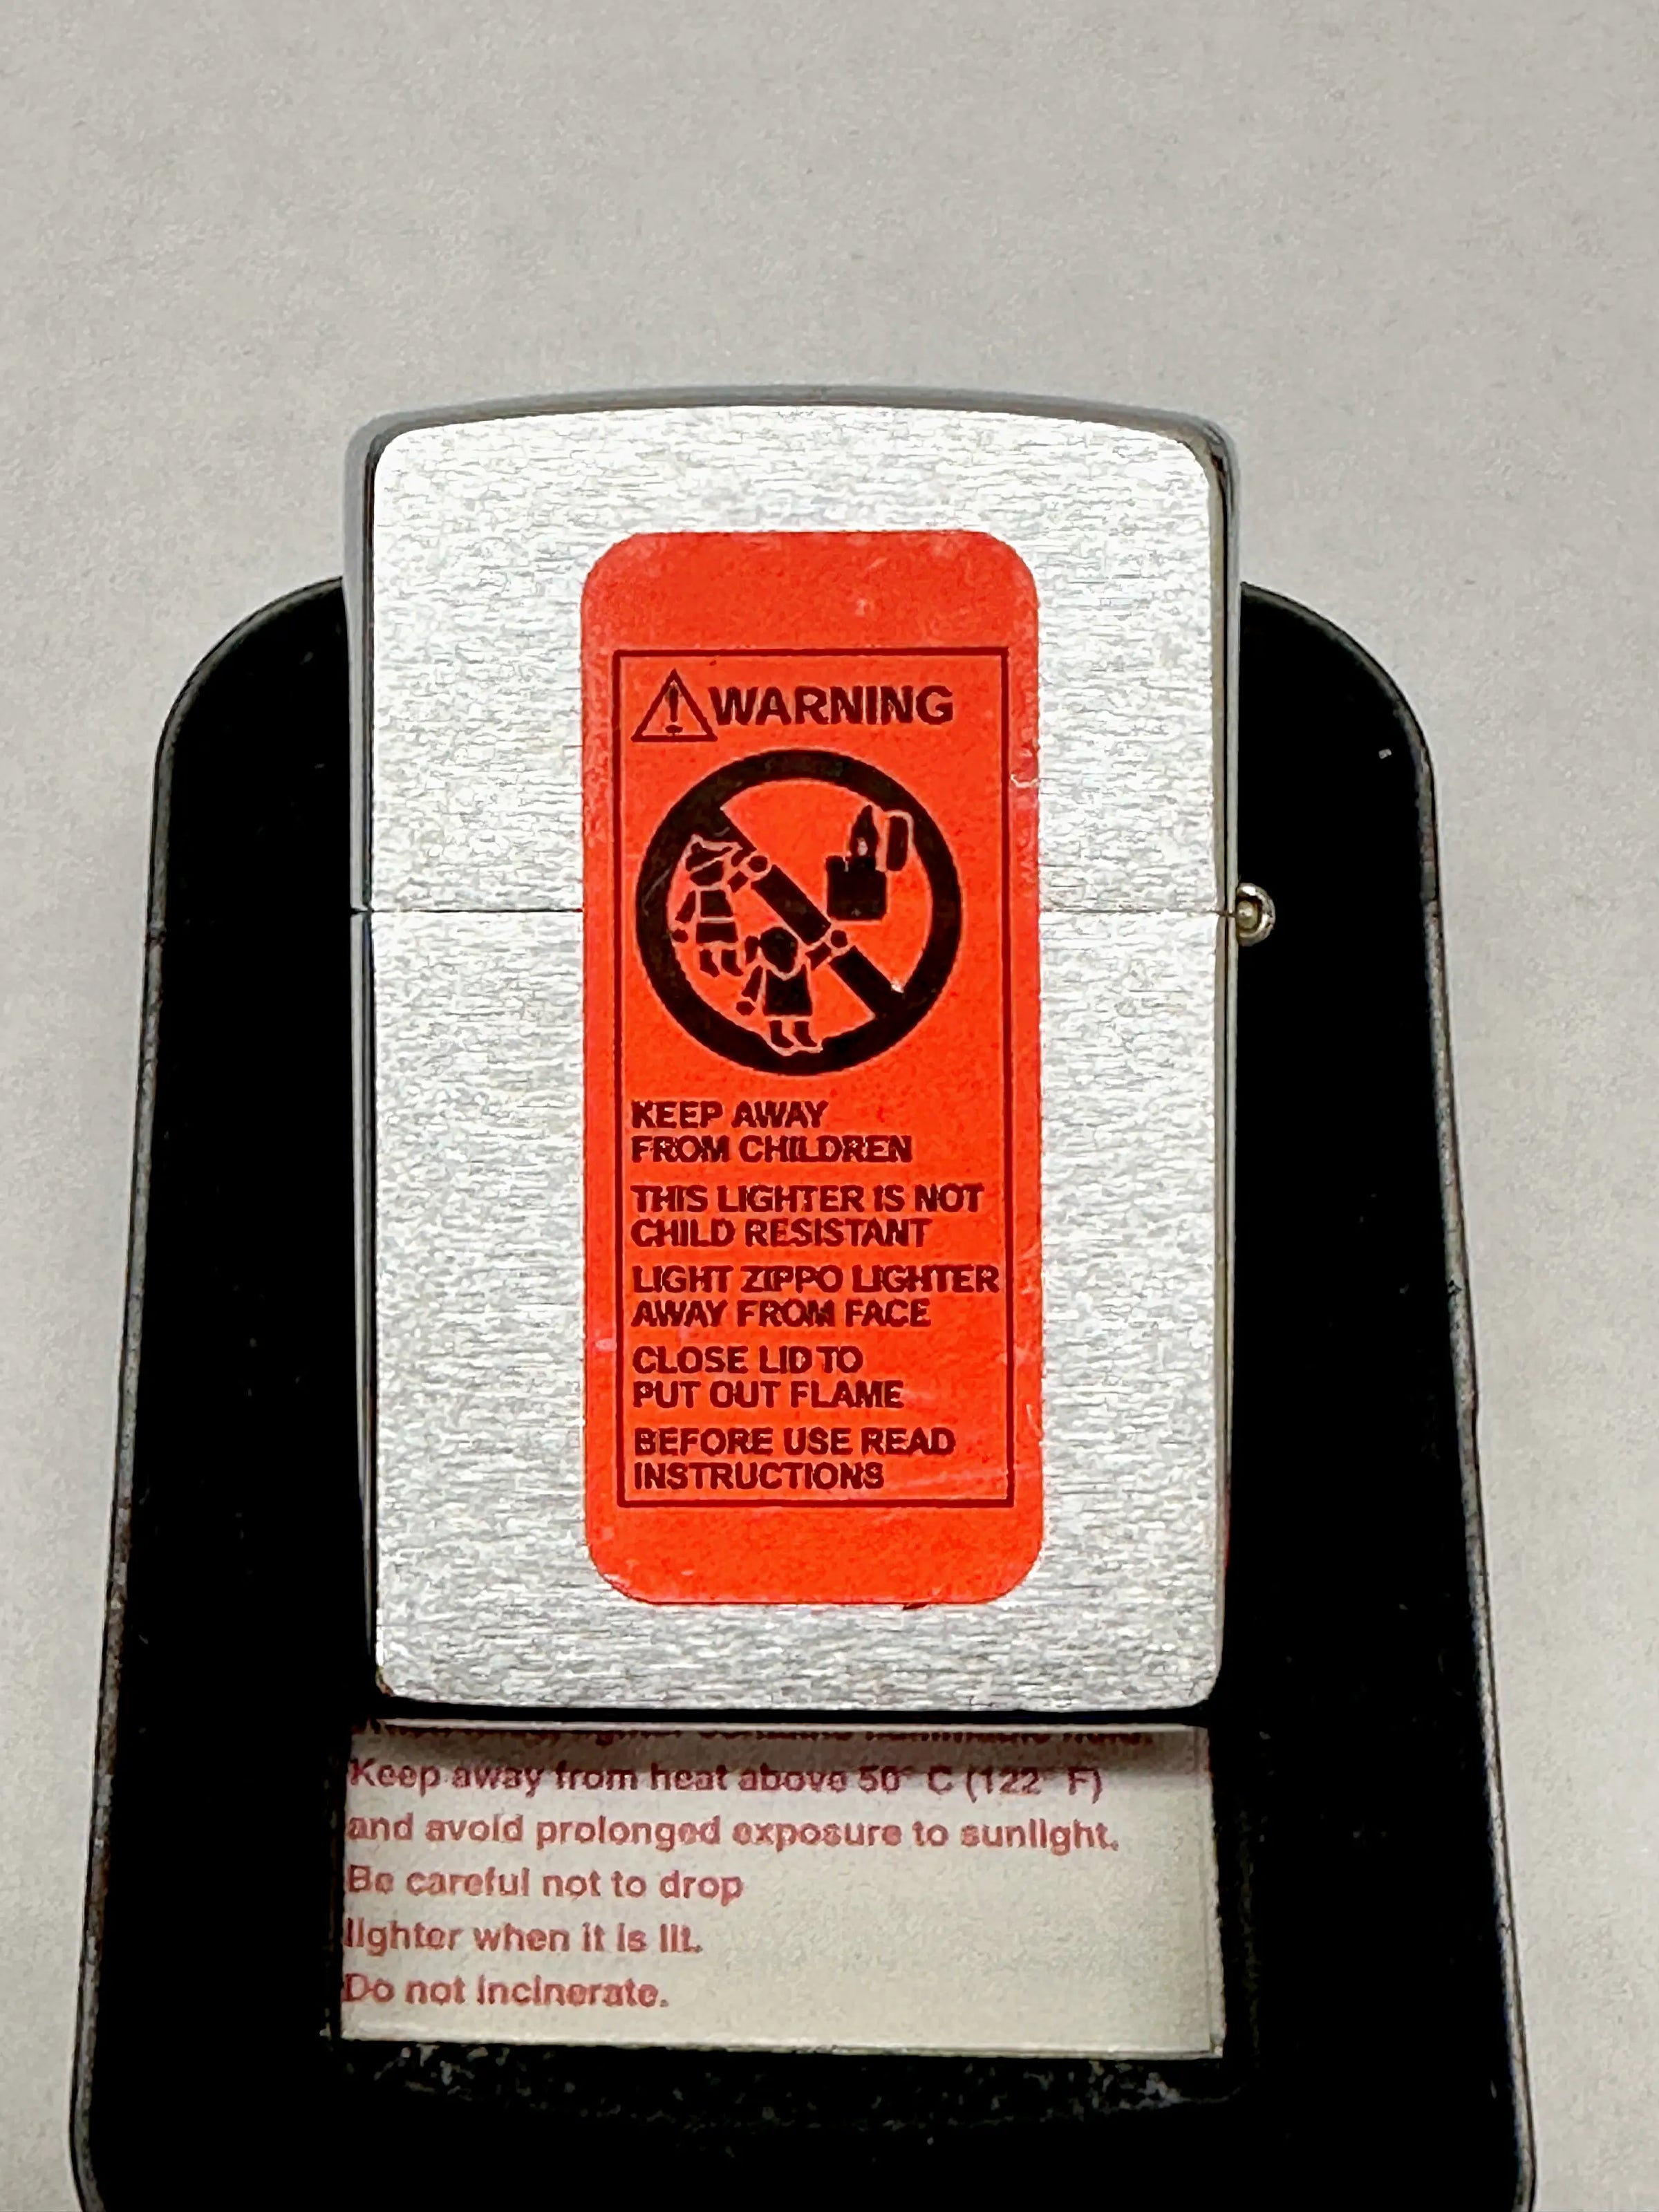 WARNING
KEEP AWAY
FROM CHILDREN
THIS LIGHTER IS NOT
CHILD RESISTANT
LIGHT ZIPPO LIGHTER
AWAY FROM FACE
CLOSE LID TO
PUT OUT FLAME
BEFORE USE READ
INSTRUCTIONS
Keep away from heat above 50° C (122° F)
and avoid prolonged exposure to sunlight.
Be careful not to drop
lighter when it is lit.
Do not incinerate.